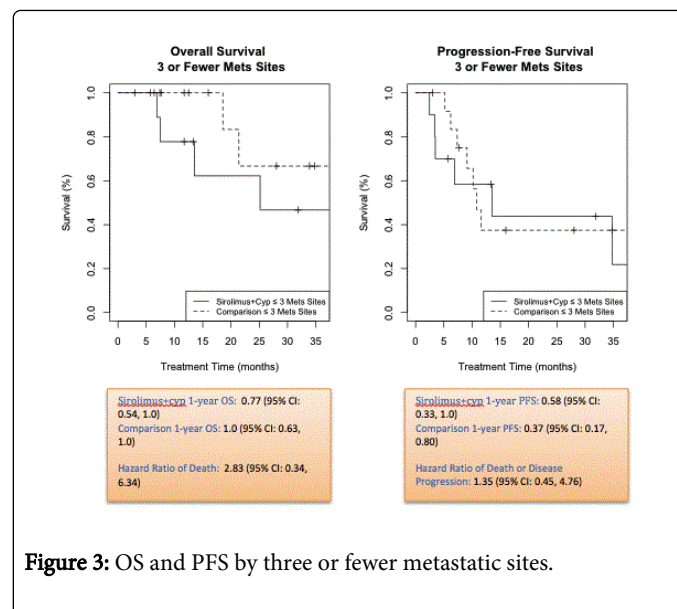 Overall Survival
3 or Fewer Mets Sites
Survival (%)
1.0
0.8
0.6
0.4
0.2
0.0
Sirolimus+Cyp ≤ 3 Mets Sites
Comparison ≤ 3 Mets Sites
0 5 10 15 20 25 30 35
Treatment Time (months)
Sirolimus+cyp 1-year OS: 0.77 (95% CI:
0.54, 1.0)
Comparison 1-year OS: 1.0 (95% CI: 0.63,
1.0)
Hazard Ratio of Death: 2.83 (95% CI: 0.34,
6.34)
Progression-Free Survival
3 or Fewer Mets Sites
Survival (%)
1.0
0.8
0.6
0.4
0.2
0.0
Sirolimus+Cyp ≤ 3 Mets Sites
Comparison ≤ 3 Mets Sites
0 5 10 15 20 25 30 35
Treatment Time (months)
Sirolimus+cyp 1-year PFS: 0.58 (95% CI:
0.33, 1.0)
Comparison 1-year PFS: 0.37 (95% CI: 0.17,
0.80)
Hazard Ratio of Death or Disease
Progression: 1.35 (95% CI: 0.45, 4.76)
Figure 3: OS and PFS by three or fewer metastatic sites.